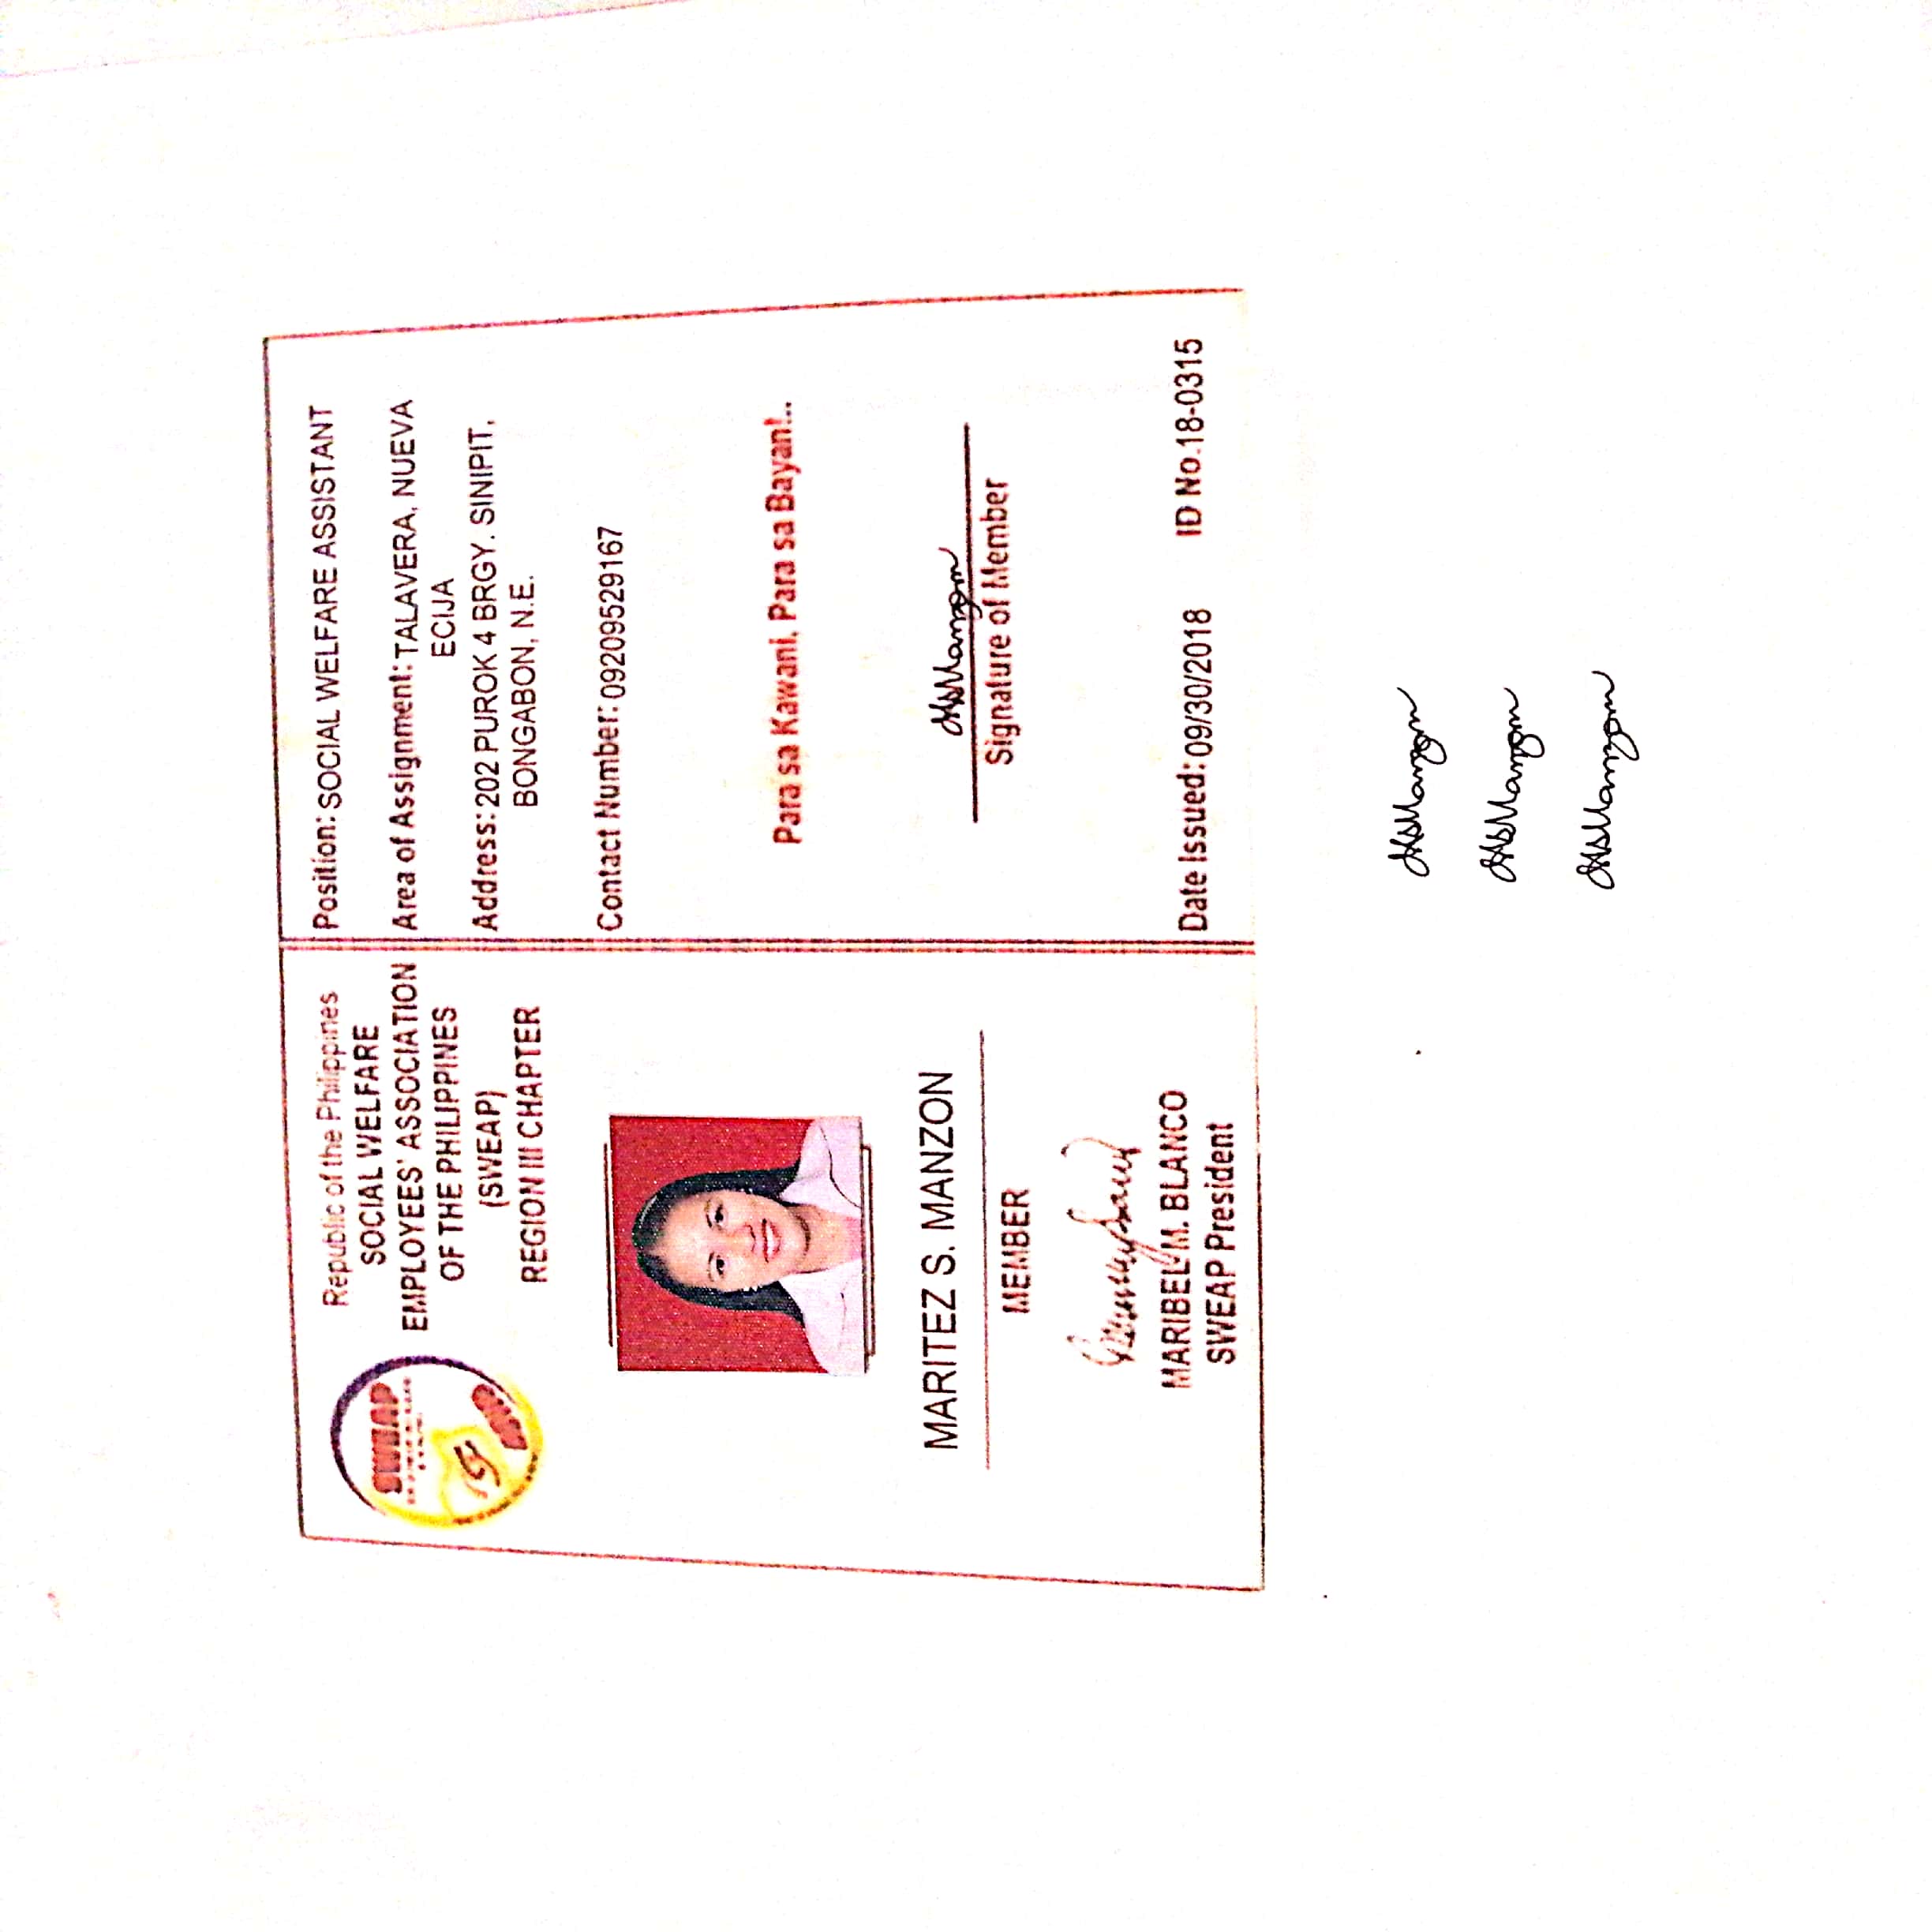 SWEAP
Republic of the Philippines
SOCIAL WELFARE
EMPLOYEES' ASSOCIATION
OF THE PHILIPPINES
(SWEAP)
REGION III CHAPTER
MARITEZ S. MANZON
MEMBER
MARIBEL M. BLANCO
SWEAP President
Position: SOCIAL WELFARE ASSISTANT
Area of Assignment: TALAVERA, NUEVA
ECIJA
Address: 202 PUROK 4 BRGY. SINIPIT,
BONGABON, N.E.
Contact Number: 09209529167
Para sa Kawani, Para sa Bayan!..
MSManzon
Signature of Member
Date Issued: 09/30/2018 ID No. 18-0315
MSManzon
MSManzon
MSManzon